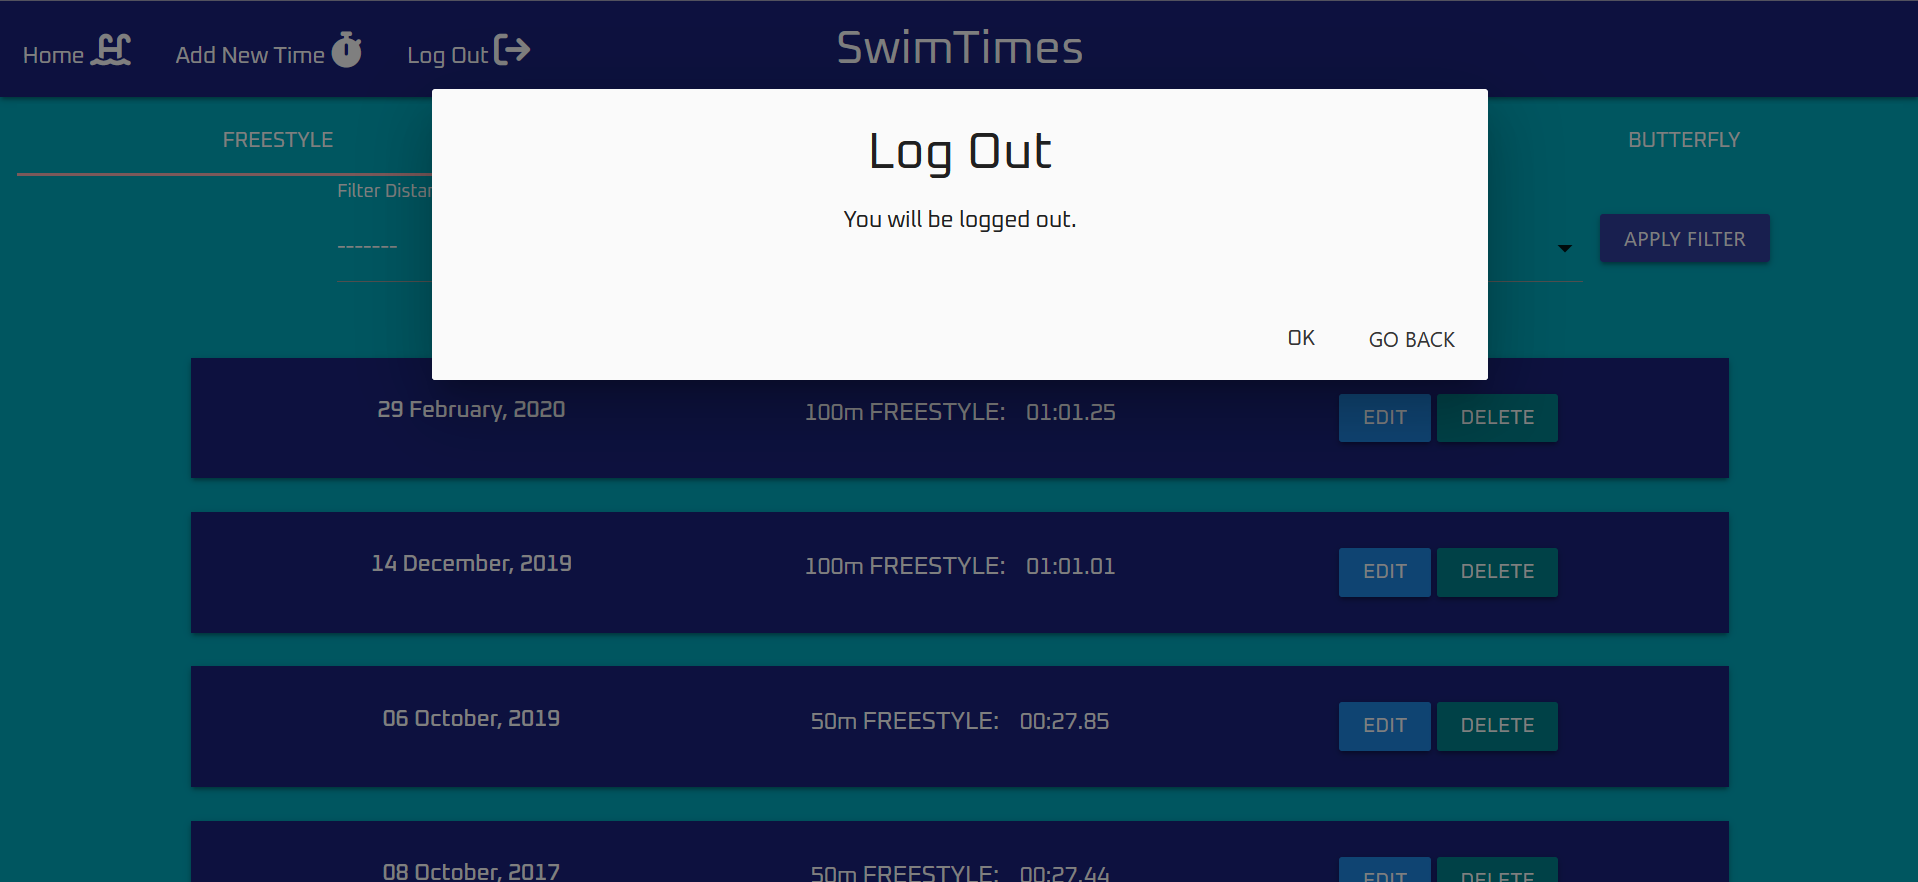 Home Add New Time Log Out SwimTimes
FREESTYLE BUTTERFLY
Log Out
You will be logged out.
OK GO BACK
Filter
-------
APPLY FILTER
29 February, 2020 100m FREESTYLE: 01:01.25 EDIT DELETE
14 December, 2019 100m FREESTYLE: 01:01.01 EDIT DELETE
06 October, 2019 50m FREESTYLE: 00:27.85 EDIT DELETE
08 October, 2017 50m FREESTYLE: 00:27.44 EDIT DELETE